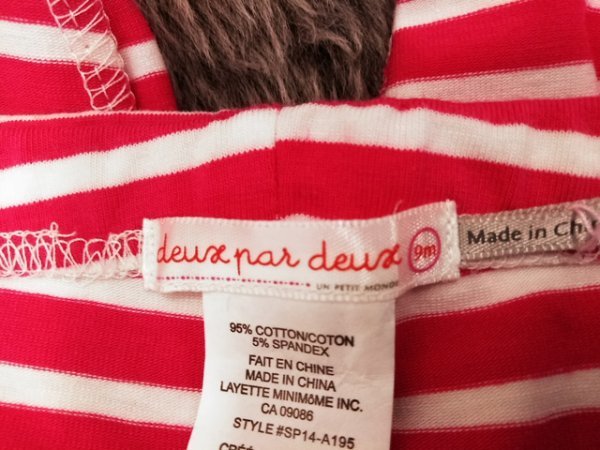 deux par deux 9m
UN PETIT MONDE
Made in
95% COTTON/COTON
5% SPANDEX
FAIT EN CHINE
MADE IN CHINA
LAYETTE MINIMôME INC.
CA 09086
STYLE #SP14-A195